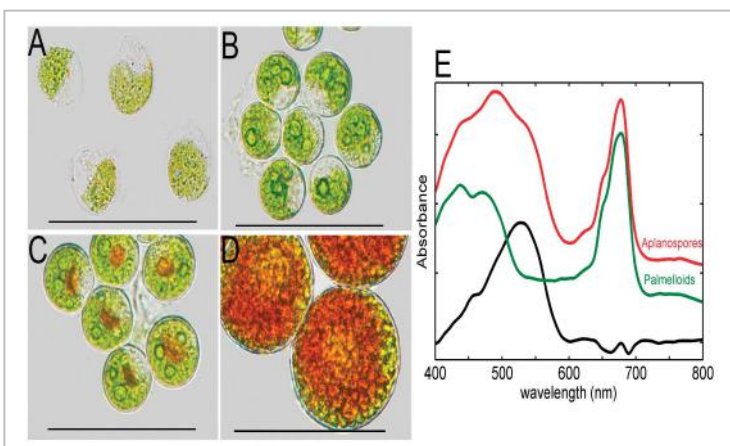 A
B
C
D
E
Absorbance
Aplanospores
Palmelloids
400 500 600 700 800
wavelength (nm)